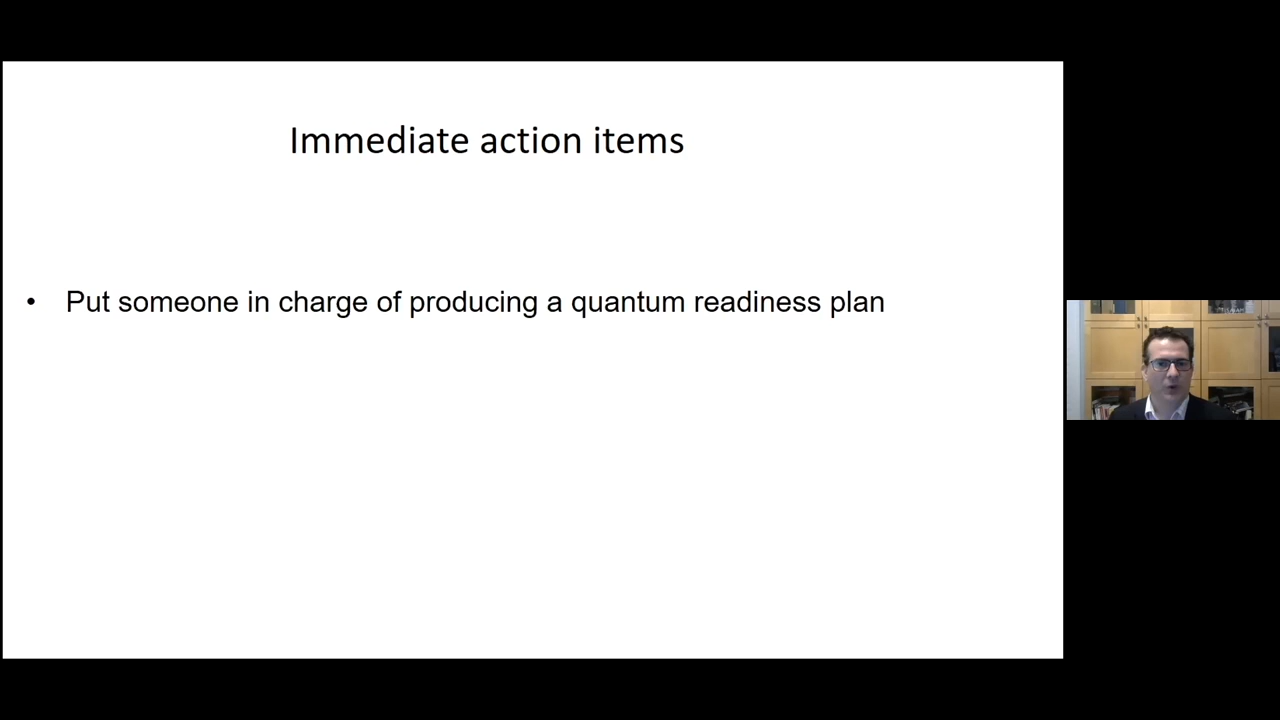 Immediate action items
• Put someone in charge of producing a quantum readiness plan